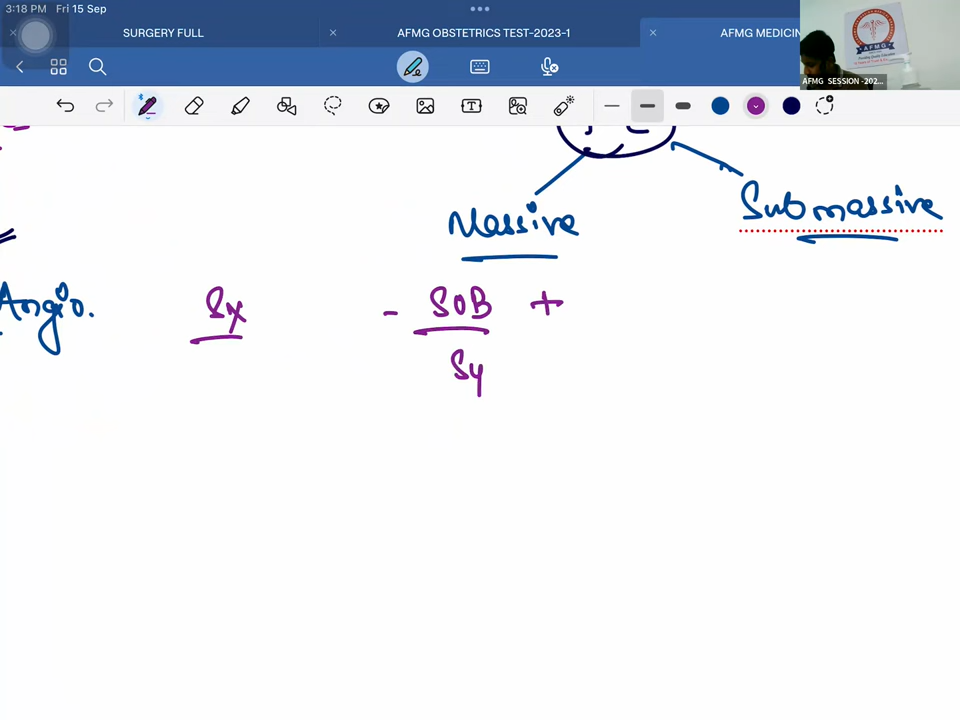 3:18 PM Fri 15 Sep
SURGERY FULL
AFMG OBSTETRICS TEST-2023-1
AFMG MEDICIN
AFMG
AFMG SESSION -202...
Massive
Submassive
Angio.
Sx
- SOB +
Sy